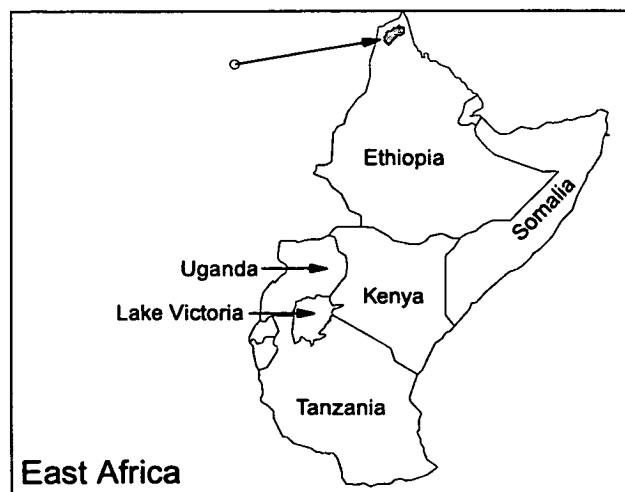 Ethiopia
Somalia
Uganda
Kenya
Lake Victoria
Tanzania
East Africa